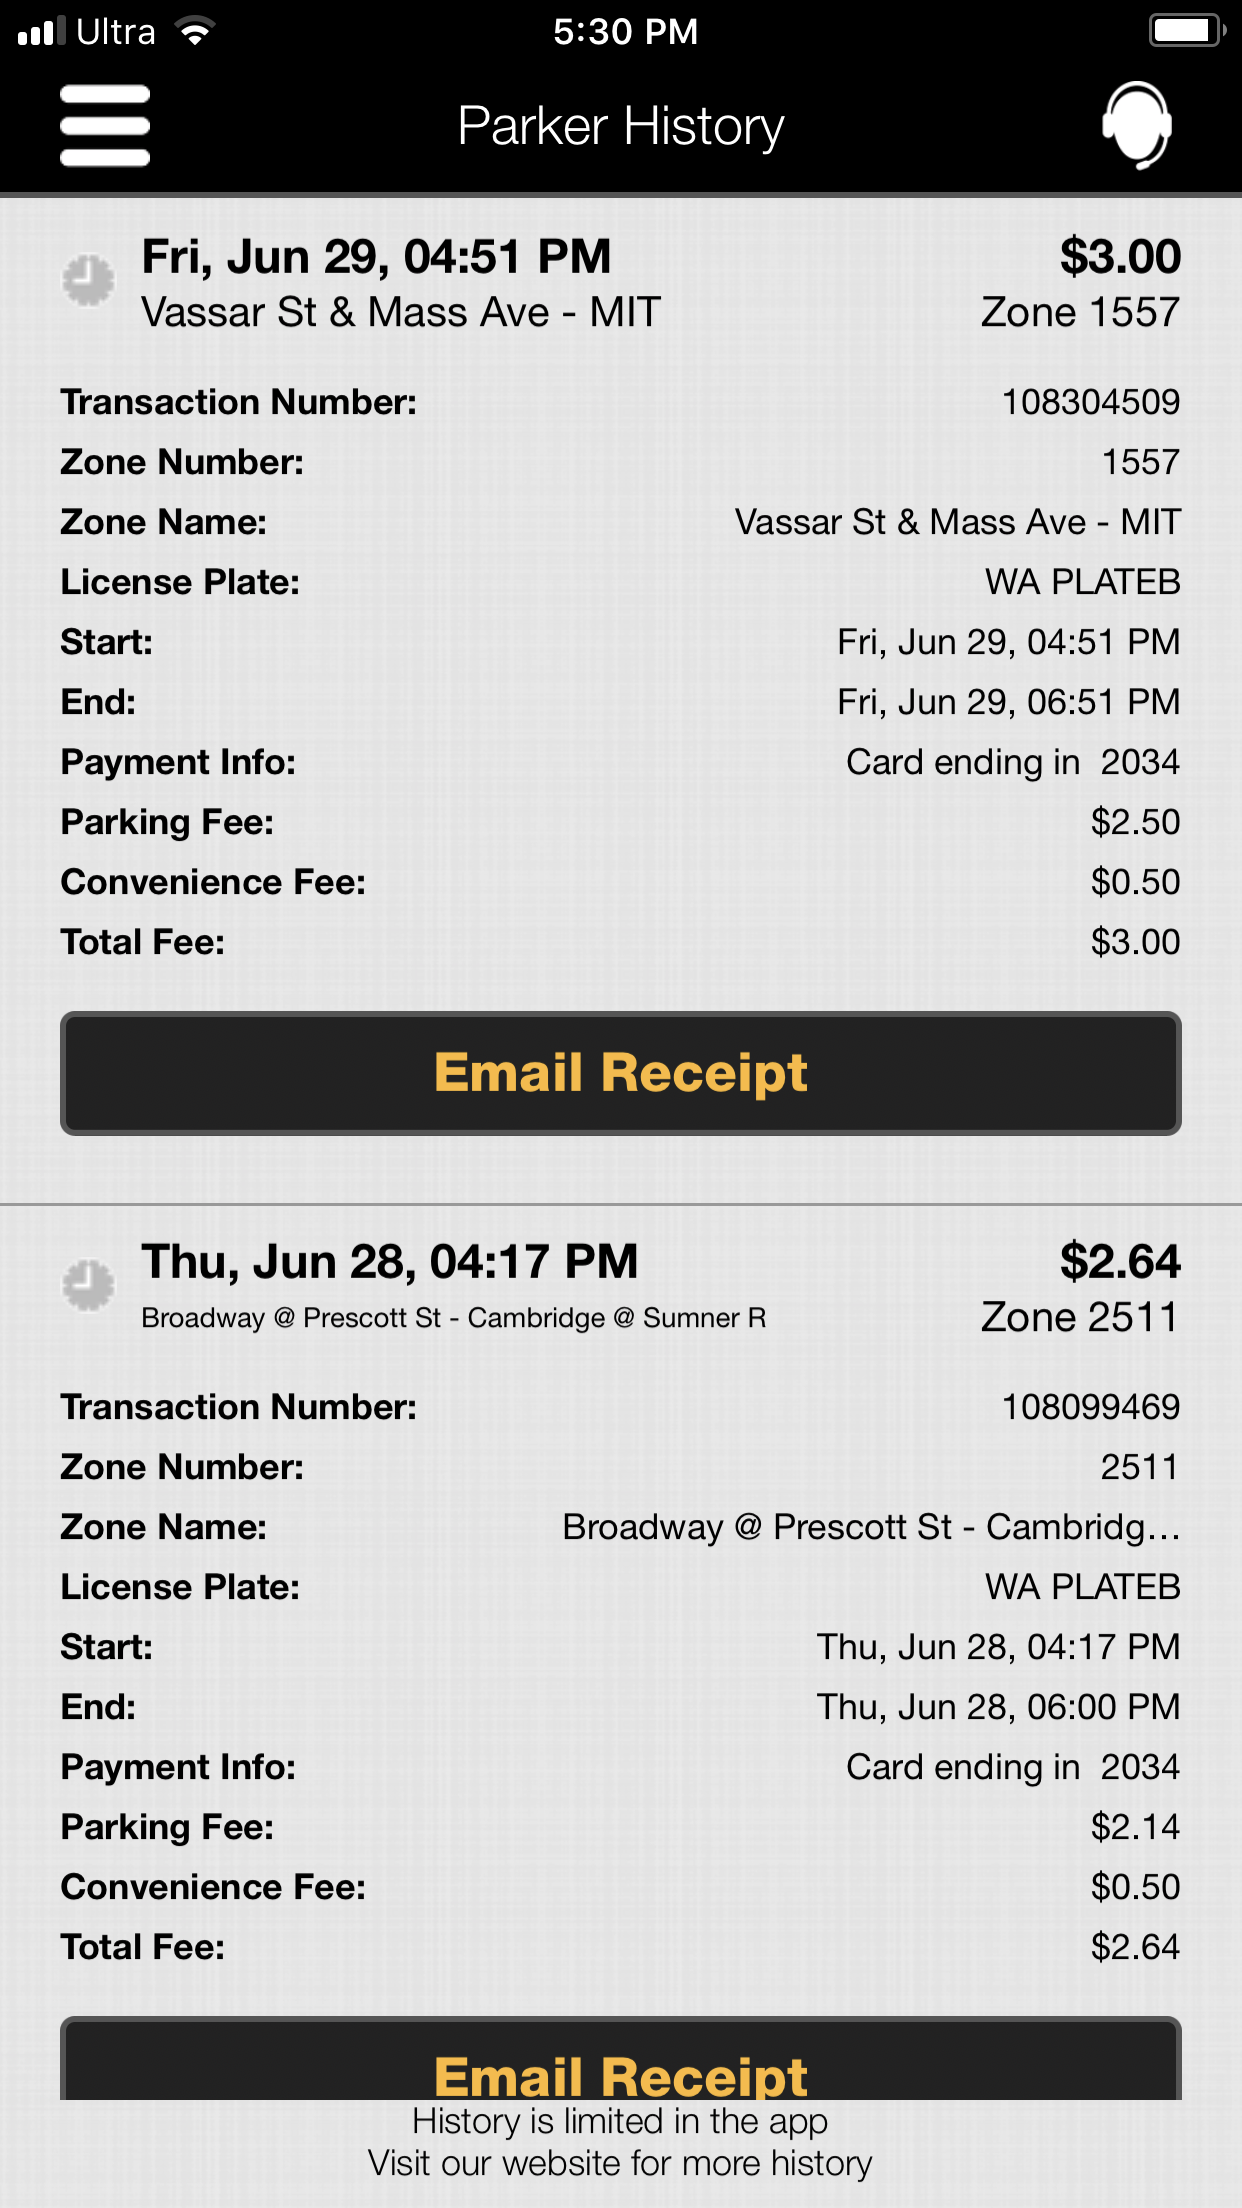 Ultra 5:30 PM
Parker History
Fri, Jun 29, 04:51 PM $3.00
Vassar St & Mass Ave - MIT Zone 1557
Transaction Number: 108304509
Zone Number: 1557
Zone Name: Vassar St & Mass Ave - MIT
License Plate: WA PLATEB
Start: Fri, Jun 29, 04:51 PM
End: Fri, Jun 29, 06:51 PM
Payment Info: Card ending in 2034
Parking Fee: $2.50
Convenience Fee: $0.50
Total Fee: $3.00
Email Receipt
Thu, Jun 28, 04:17 PM $2.64
Broadway @ Prescott St - Cambridge @ Sumner R Zone 2511
Transaction Number: 108099469
Zone Number: 2511
Zone Name: Broadway @ Prescott St - Cambridg...
License Plate: WA PLATEB
Start: Thu, Jun 28, 04:17 PM
End: Thu, Jun 28, 06:00 PM
Payment Info: Card ending in 2034
Parking Fee: $2.14
Convenience Fee: $0.50
Total Fee: $2.64
Email Receipt
History is limited in the app
Visit our website for more history